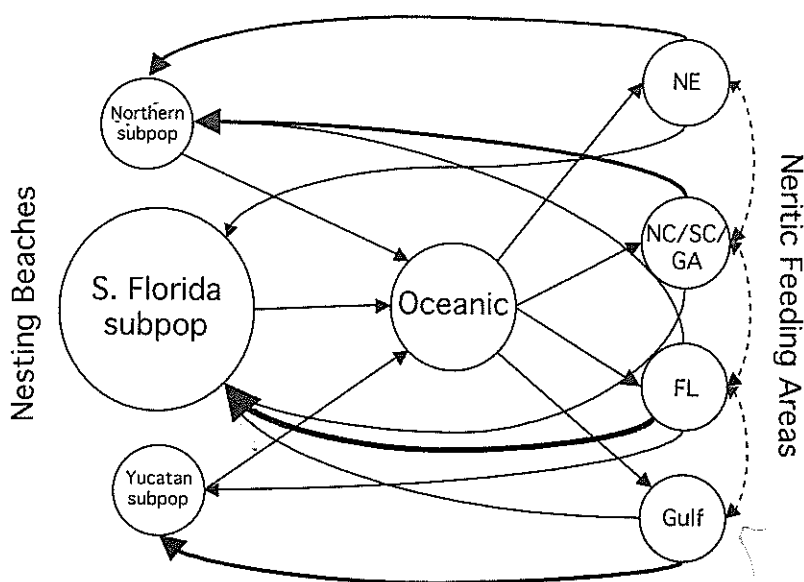 Nesting Beaches
Northern
subpop
S. Florida
subpop
Yucatan
subpop
Oceanic
NE
NC/SC/
GA
FL
Gulf
Neritic Feeding Areas